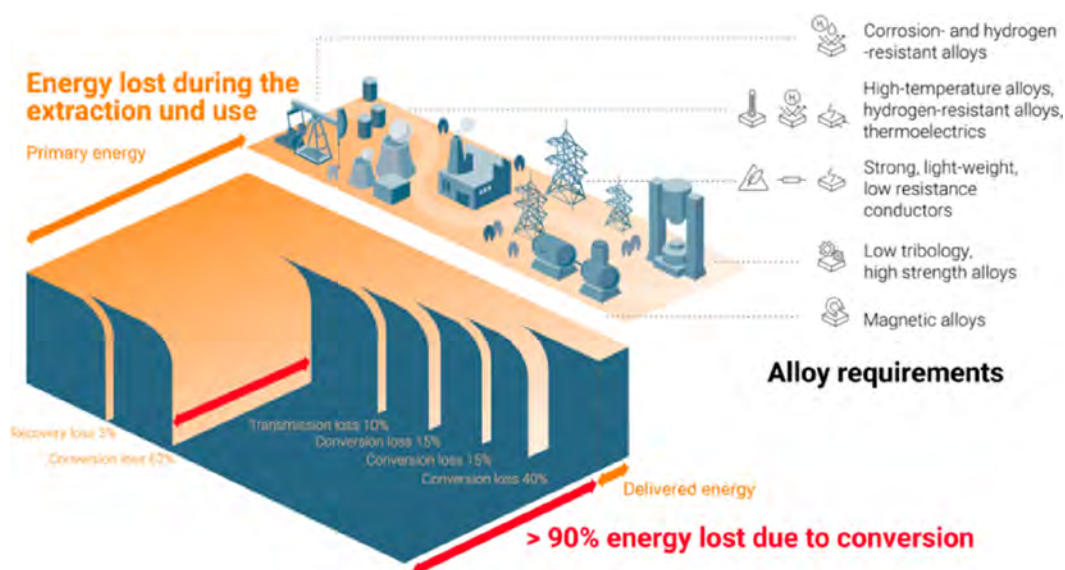 Energy lost during the
extraction und use
Primary energy
Corrosion- and hydrogen
-resistant alloys
High-temperature alloys,
hydrogen-resistant alloys,
thermoelectrics
Strong, light-weight,
low resistance
conductors
Low tribology,
high strength alloys
Magnetic alloys
Alloy requirements
Recovery loss 3%
Conversion loss 62%
Transmission loss 10%
Conversion loss 15%
Conversion loss 15%
Conversion loss 40%
Delivered energy
> 90% energy lost due to conversion
H
H